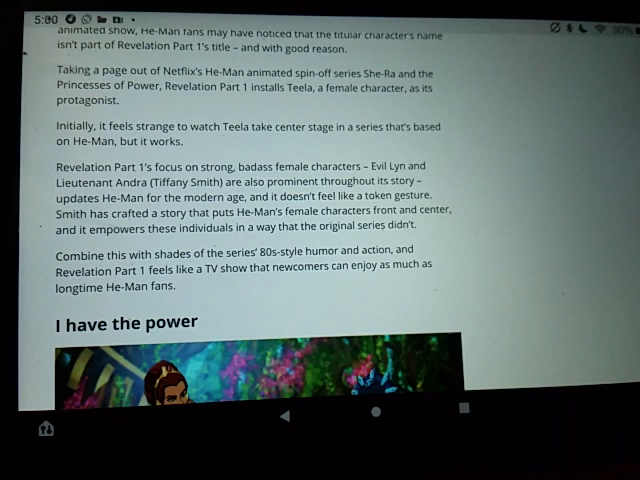 5:00
90%
animated show, He-Man fans may have noticed that the titular character's name
isn't part of Revelation Part 1's title – and with good reason.
Taking a page out of Netflix's He-Man animated spin-off series She-Ra and the
Princesses of Power, Revelation Part 1 installs Teela, a female character, as its
protagonist.
Initially, it feels strange to watch Teela take center stage in a series that's based
on He-Man, but it works.
Revelation Part 1's focus on strong, badass female characters – Evil Lyn and
Lieutenant Andra (Tiffany Smith) are also prominent throughout its story –
updates He-Man for the modern age, and it doesn't feel like a token gesture.
Smith has crafted a story that puts He-Man's female characters front and center,
and it empowers these individuals in a way that the original series didn't.
Combine this with shades of the series' 80s-style humor and action, and
Revelation Part 1 feels like a TV show that newcomers can enjoy as much as
longtime He-Man fans.
I have the power